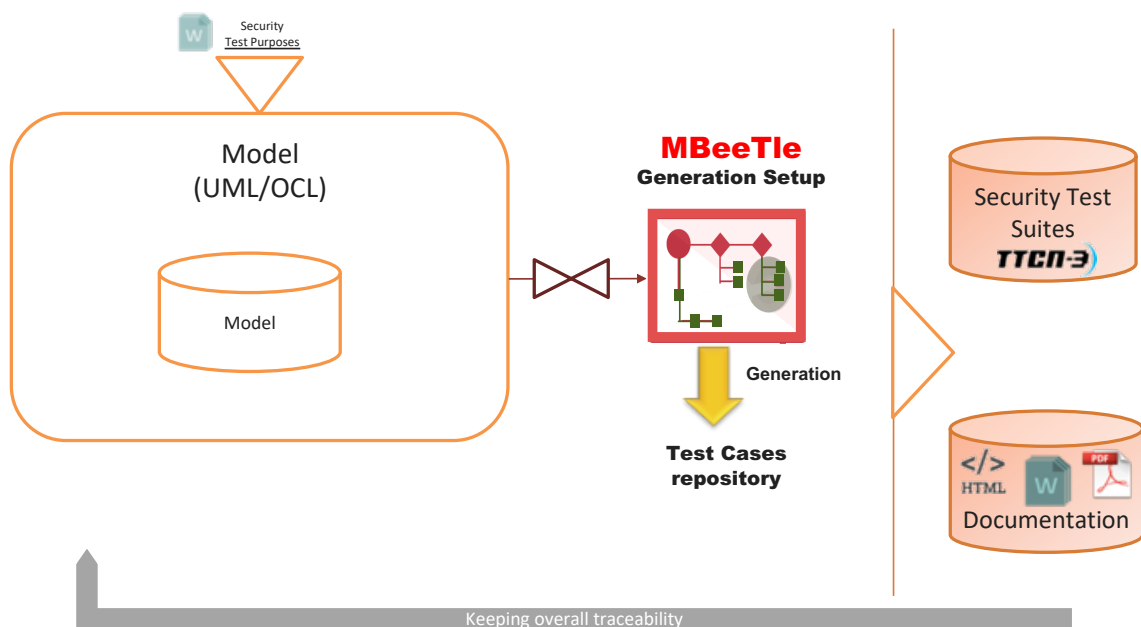 W
Security
Test Purposes
Model
(UML/OCL)
Model
MBeeTle
Generation Setup
Generation
Test Cases
repository
Security Test
Suites
TTCN-3
</>
HTML
W
PDF
Documentation
Keeping overall traceability